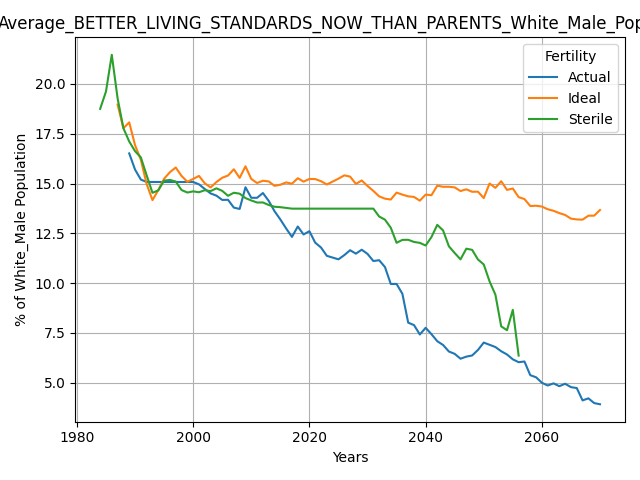 Average_BETTER_LIVING_STANDARDS_NOW_THAN_PARENTS_White_Male_Pop
Fertility
Actual
Ideal
Sterile
% of White_Male Population
20.0
17.5
15.0
12.5
10.0
7.5
5.0
1980 2000 2020 2040 2060
Years